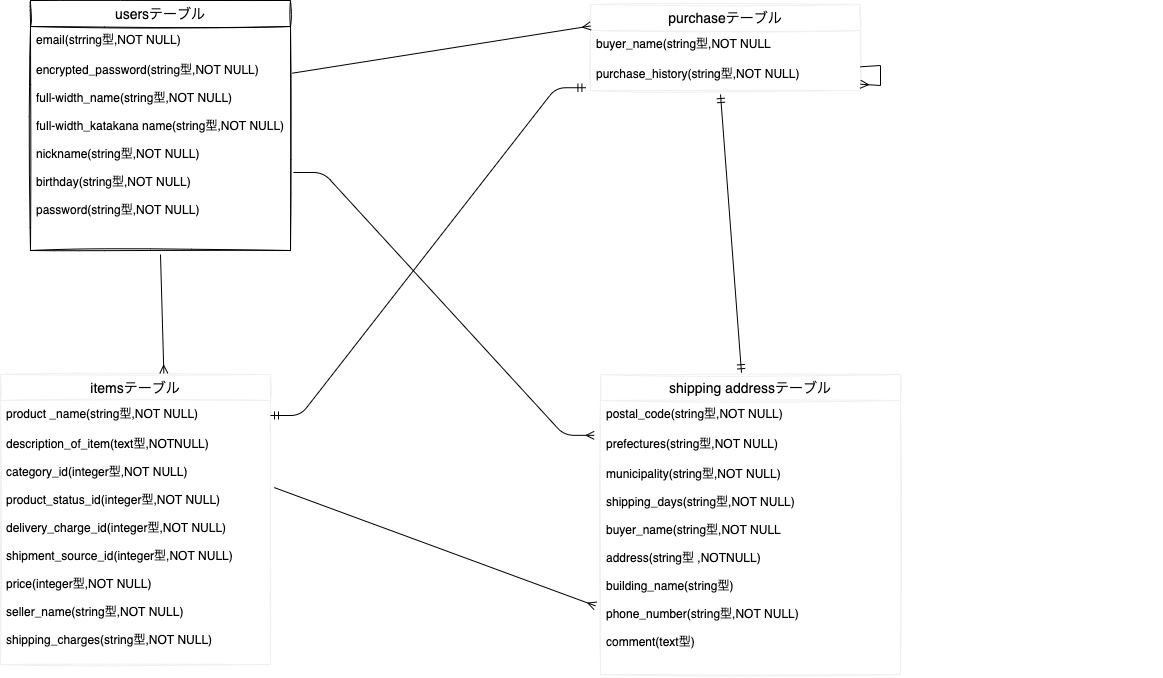 usersテーブル
email(strring型,NOT NULL)
encrypted_password(string型,NOT NULL)
full-width_name(string型,NOT NULL)
full-width_katakana name(string型,NOT NULL)
nickname(string型,NOT NULL)
birthday(string型,NOT NULL)
password(string型,NOT NULL)
purchaseテーブル
buyer_name(string型,NOT NULL
purchase_history(string型,NOT NULL)
itemsテーブル
product _name(string型,NOT NULL)
description_of_item(text型,NOTNULL)
category_id(integer型,NOT NULL)
product_status_id(integer型,NOT NULL)
delivery_charge_id(integer型,NOT NULL)
shipment_source_id(integer型,NOT NULL)
price(integer型,NOT NULL)
seller_name(string型,NOT NULL)
shipping_charges(string型,NOT NULL)
shipping addressテーブル
postal_code(string型,NOT NULL)
prefectures(string型,NOT NULL)
municipality(string型,NOT NULL)
shipping_days(string型,NOT NULL)
buyer_name(string型,NOT NULL
address(string型 ,NOTNULL)
building_name(string型)
phone_number(string型,NOT NULL)
comment(text型)